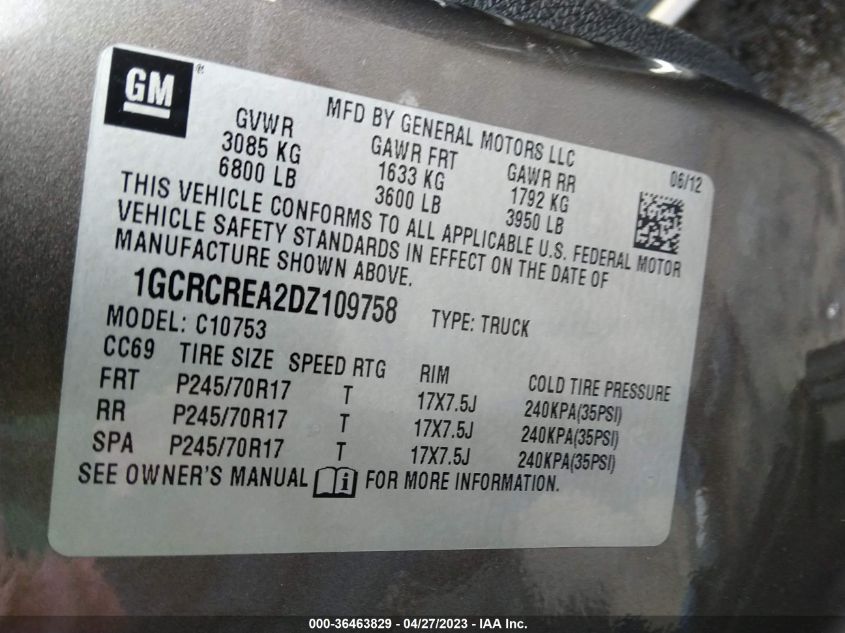 GM®
MFD BY GENERAL MOTORS LLC
06/12
GVWR GAWR FRT GAWR RR
3085 KG 1633 KG 1792 KG
6800 LB 3600 LB 3950 LB
THIS VEHICLE CONFORMS TO ALL APPLICABLE U.S. FEDERAL MOTOR
VEHICLE SAFETY STANDARDS IN EFFECT ON THE DATE OF
MANUFACTURE SHOWN ABOVE.
1GCRCREA2DZ109758 TYPE: TRUCK
MODEL: C10753
CC69 TIRE SIZE SPEED RTG RIM COLD TIRE PRESSURE
FRT P245/70R17 T 17X7.5J 240KPA(35PSI)
RR P245/70R17 T 17X7.5J 240KPA(35PSI)
SPA P245/70R17 T 17X7.5J 240KPA(35PSI)
SEE OWNER'S MANUAL i FOR MORE INFORMATION.
000-36463829 - 04/27/2023 - IAA Inc.